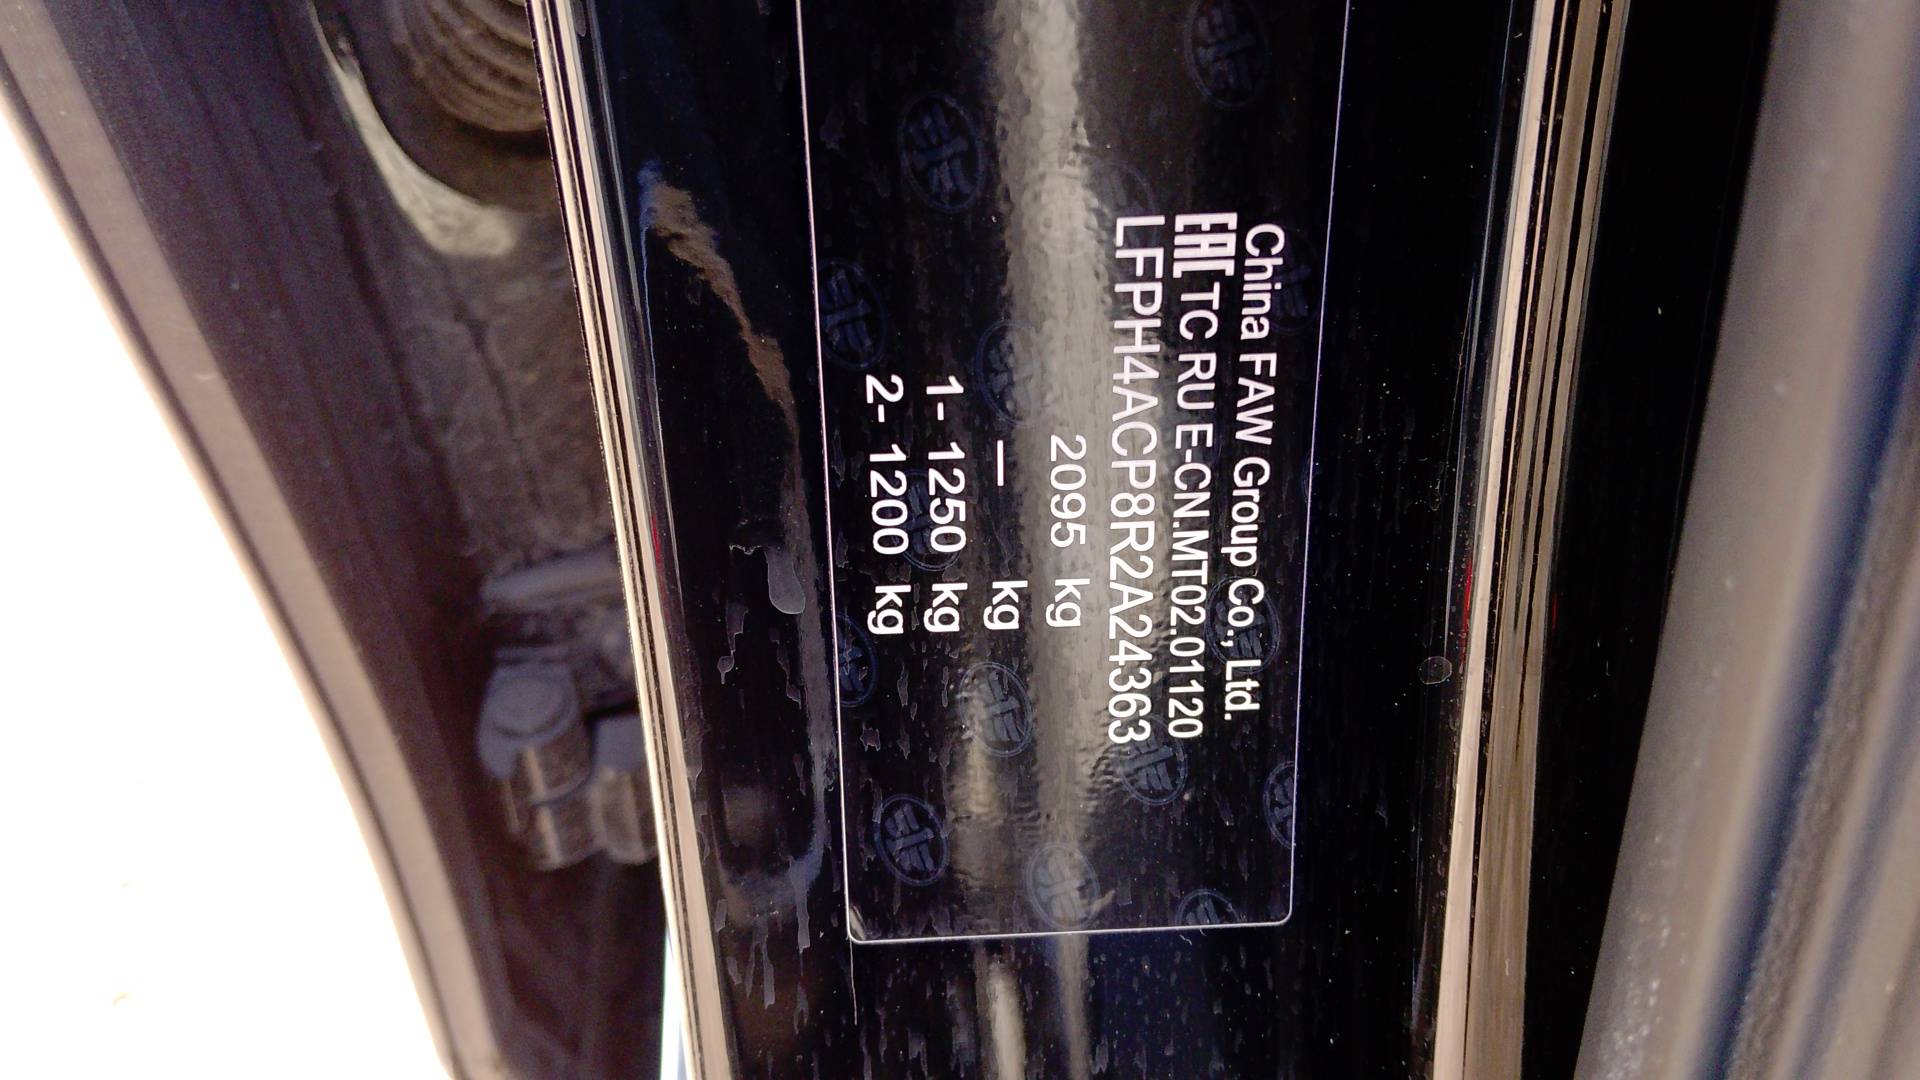 China FAW Group Co., Ltd.
EAC TC RU E-CN.MT02.01120
LFPH4ACP8R2A24363
2095 kg
— kg
1- 1250 kg
2- 1200 kg